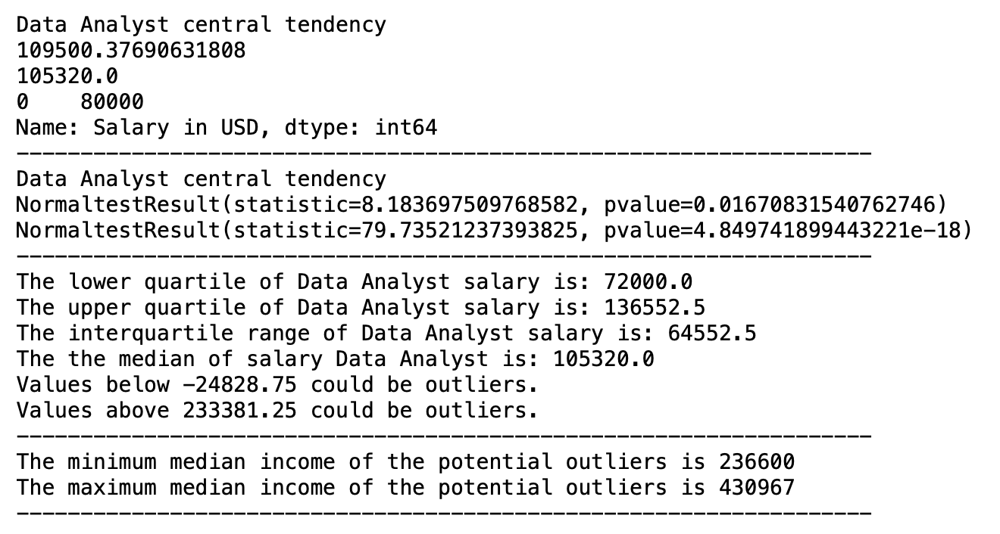 Data Analyst central tendency
109500.37690631808
105320.0
0    80000
Name: Salary in USD, dtype: int64
-------------------------------------------------------------------
Data Analyst central tendency
NormaltestResult(statistic=8.183697509768582, pvalue=0.01670831540762746)
NormaltestResult(statistic=79.73521237393825, pvalue=4.849741899443221e-18)
-------------------------------------------------------------------
The lower quartile of Data Analyst salary is: 72000.0
The upper quartile of Data Analyst salary is: 136552.5
The interquartile range of Data Analyst salary is: 64552.5
The the median of salary Data Analyst is: 105320.0
Values below -24828.75 could be outliers.
Values above 233381.25 could be outliers.
-------------------------------------------------------------------
The minimum median income of the potential outliers is 236600
The maximum median income of the potential outliers is 430967
-------------------------------------------------------------------